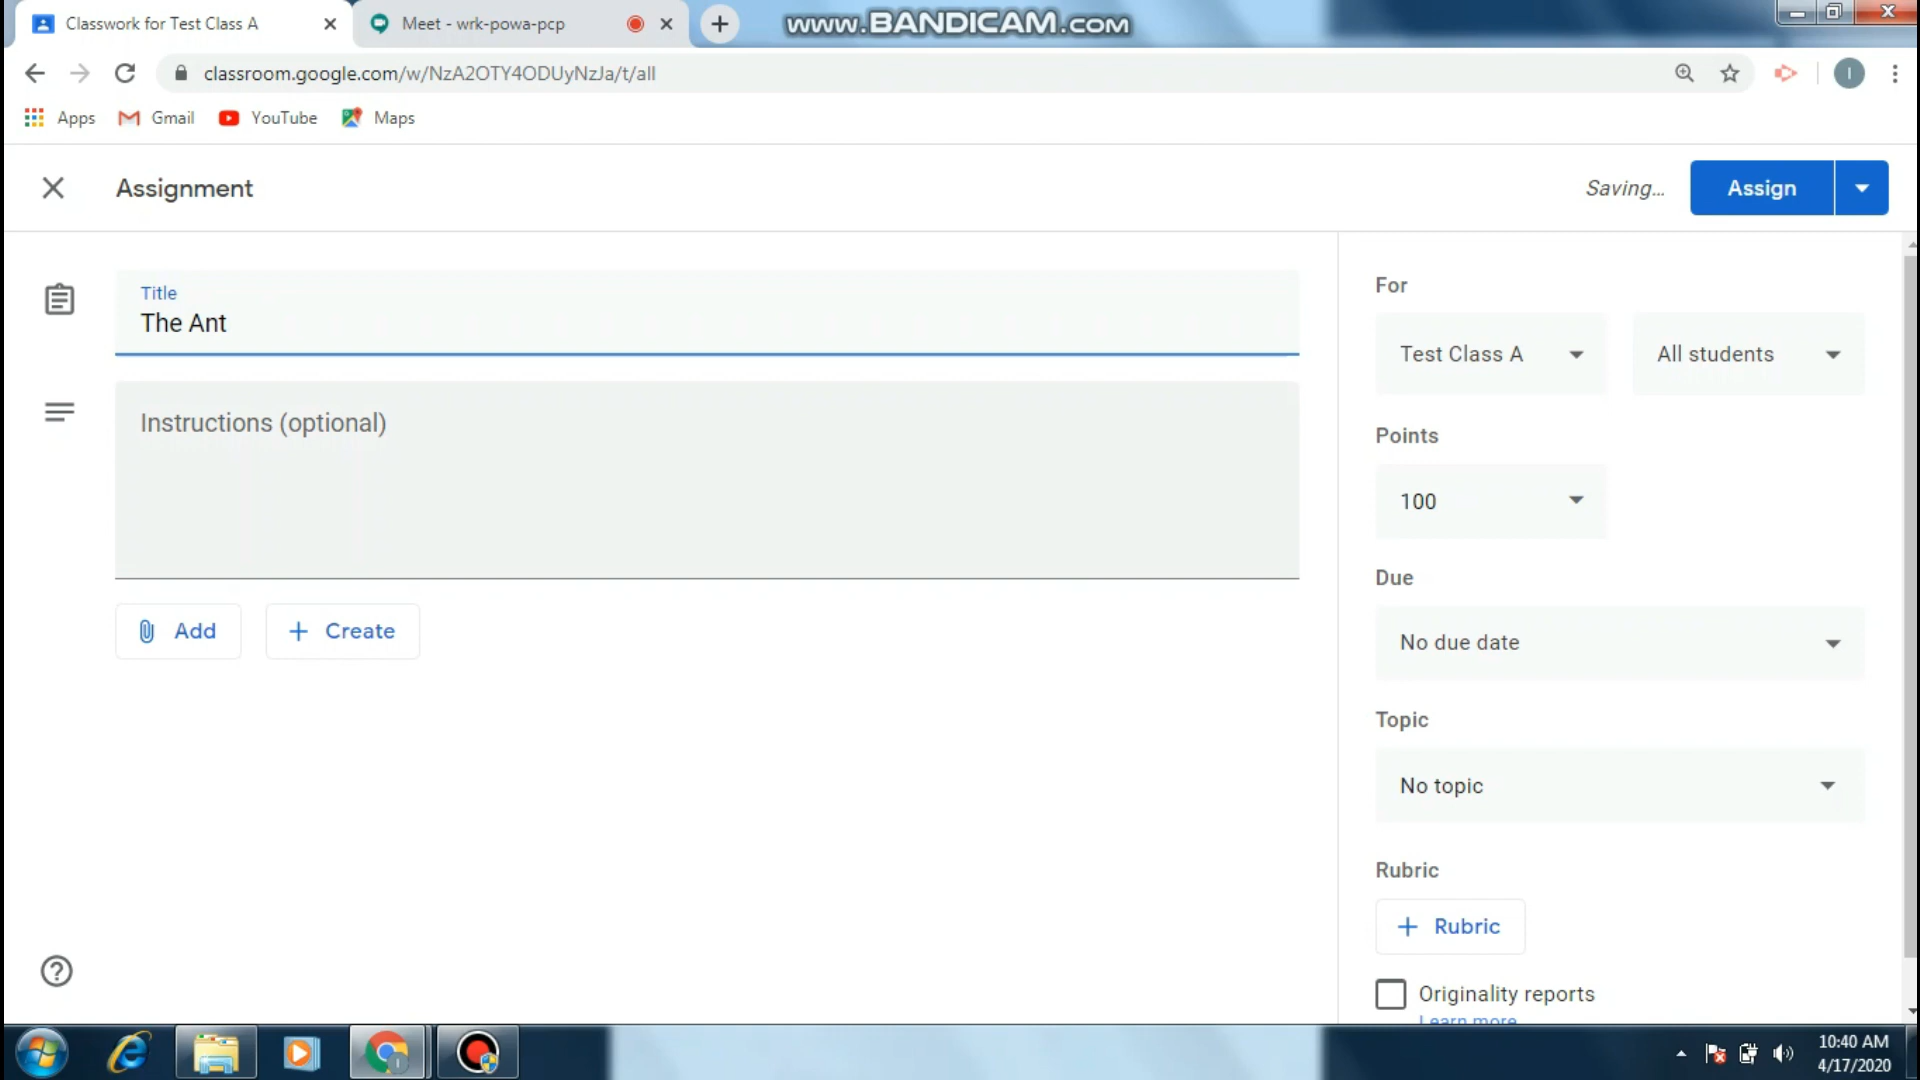 Classwork for Test Class A
Meet - wrk-powa-pcp
www.BANDICAM.com
classroom.google.com/w/NzA2OTY4ODUyNzJa/t/all
I
Apps
Gmail
YouTube
Maps
Assignment
Saving...
Assign
Title
The Ant
Instructions (optional)
Add
Create
For
Test Class A
All students
Points
100
Due
No due date
Topic
No topic
Rubric
Rubric
Originality reports
Learn more
10:40 AM
4/17/2020